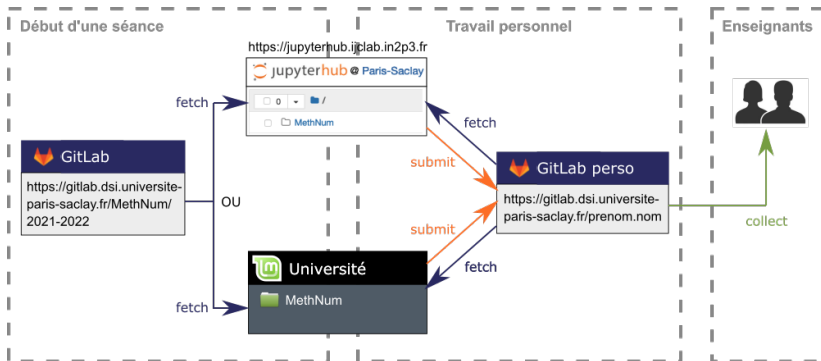 Début d'une séance
Travail personnel
Enseignants
https://jupyterhub.ijclab.in2p3.fr
jupyterhub @ Paris-Saclay
0
/
MethNum
fetch
fetch
submit
GitLab
https://gitlab.dsi.universite-
paris-saclay.fr/MethNum/
2021-2022
OU
GitLab perso
https://gitlab.dsi.universite-
paris-saclay.fr/prenom.nom
collect
submit
fetch
Université
MethNum
fetch